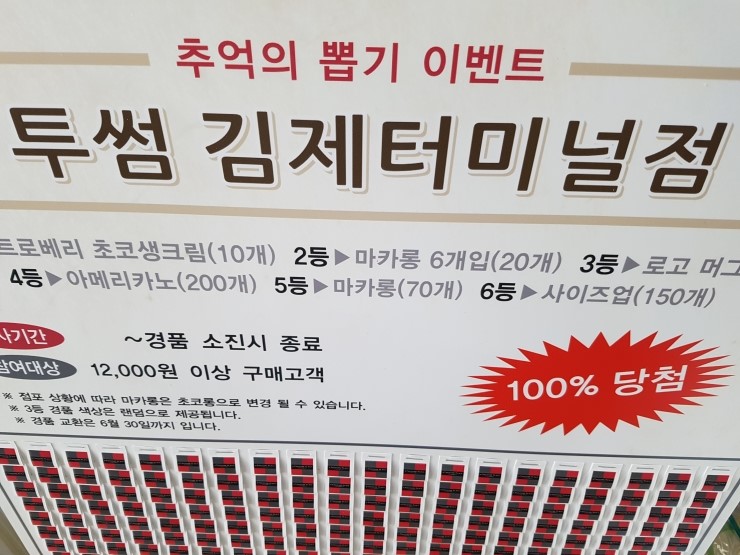 추억의 뽑기 이벤트
투썸 김제터미널점
트로베리 초코생크림(10개) 2등▶마카롱 6개입(20개) 3등▶로고 머그
4등▶아메리카노(200개) 5등▶마카롱(70개) 6등▶사이즈업(150개)
사기간 ~경품 소진시 종료
참여대상 12,000원 이상 구매고객
100% 당첨
※ 점포 상황에 따라 마카롱은 초코롱으로 변경 될 수 있습니다.
※ 3등 경품 색상은 랜덤으로 제공됩니다.
※ 경품 교환은 6월 30일까지 입니다.